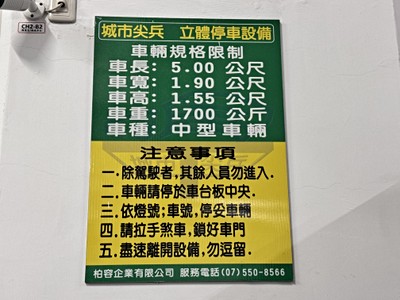 CH2-B2
城市尖兵　立體停車設備
車輛規格限制
車長: 5.00 公尺
車寬: 1.90 公尺
車高: 1.55 公尺
車重: 1700 公斤
車種: 中型車輛
注意事項
一.除駕駛者,其餘人員勿進入.
二.車輛請停於車台板中央.
三.依燈號;車號,停妥車輛
四.請拉手煞車,鎖好車門
五.盡速離開設備,勿逗留.
柏容企業有限公司 服務電話(07)550-8566